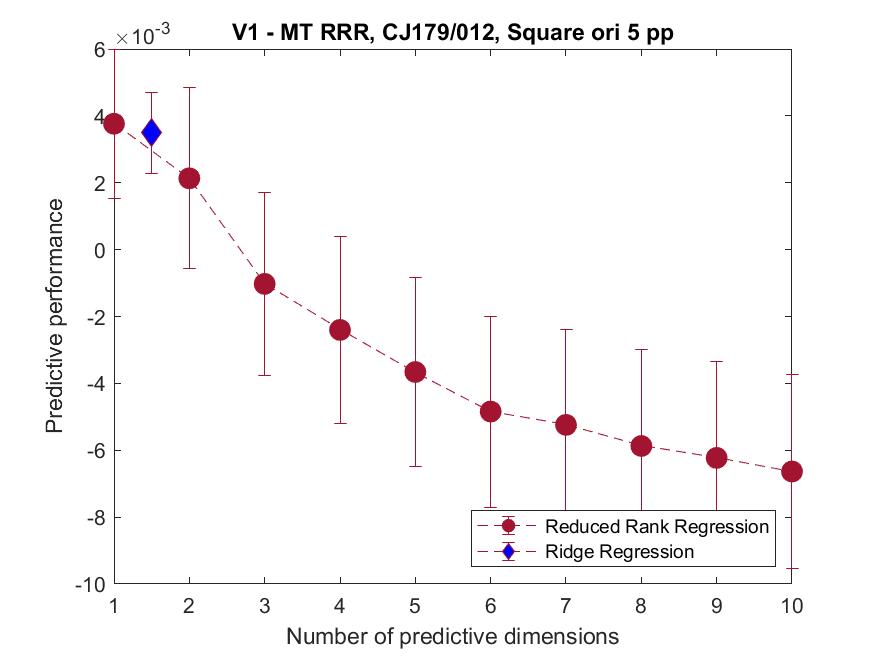 V1 - MT RRR, CJ179/012, Square ori 5 pp
×10⁻³
6
4
2
0
-2
-4
-6
-8
-10
Predictive performance
Reduced Rank Regression
Ridge Regression
1 2 3 4 5 6 7 8 9 10
Number of predictive dimensions